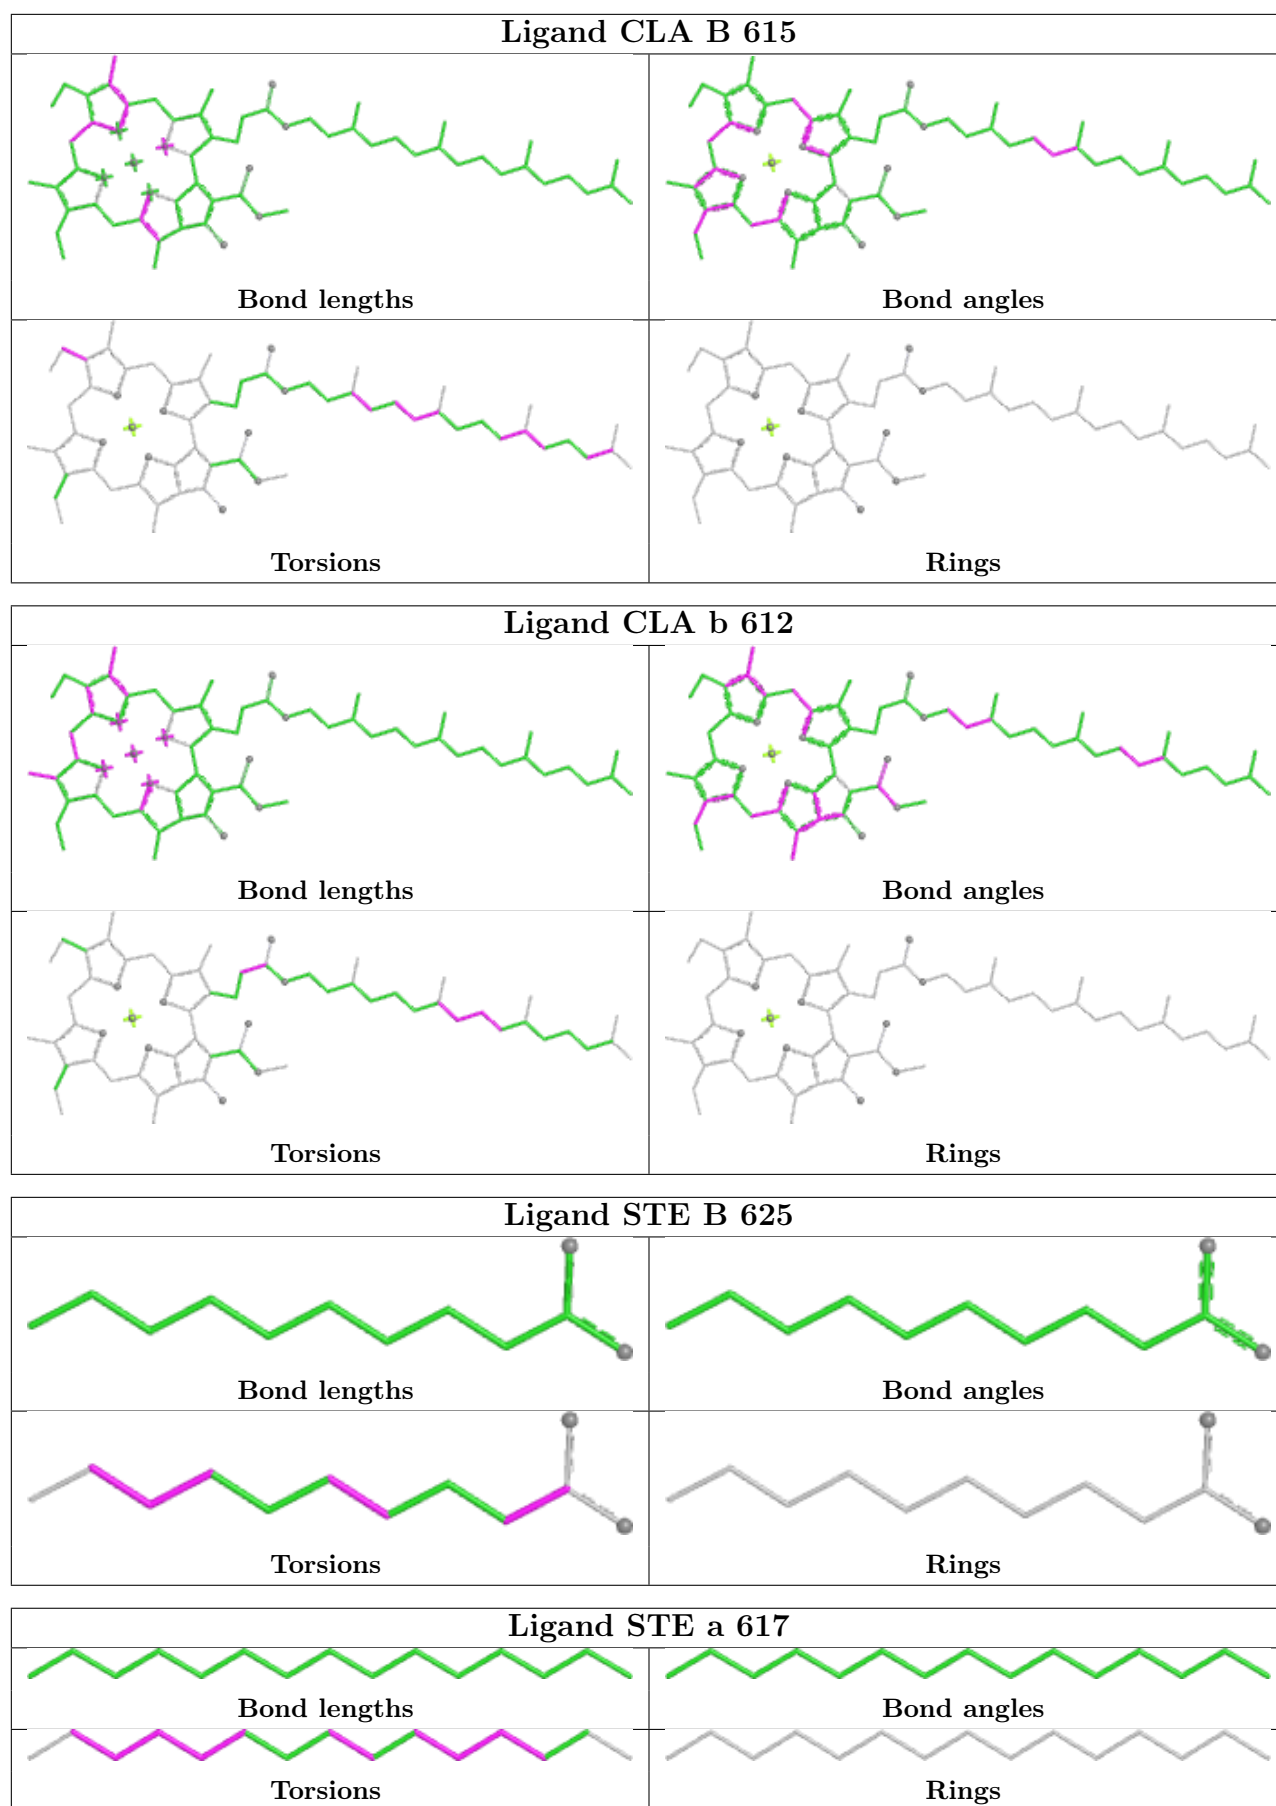 Ligand CLA B 615
Bond lengths
Bond angles
Torsions
Rings
Ligand CLA b 612
Bond lengths
Bond angles
Torsions
Rings
Ligand STE B 625
Bond lengths
Bond angles
Torsions
Rings
Ligand STE a 617
Bond lengths
Bond angles
Torsions
Rings